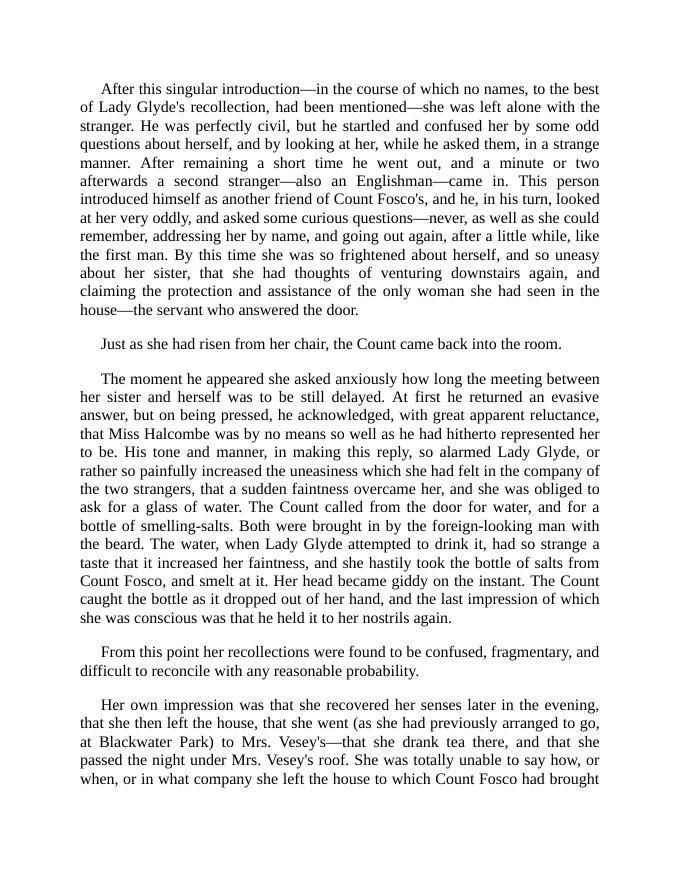 After this singular introduction—in the course of which no names, to the best
of Lady Glyde's recollection, had been mentioned—she was left alone with the
stranger. He was perfectly civil, but he startled and confused her by some odd
questions about herself, and by looking at her, while he asked them, in a strange
manner. After remaining a short time he went out, and a minute or two
afterwards a second stranger—also an Englishman—came in. This person
introduced himself as another friend of Count Fosco's, and he, in his turn, looked
at her very oddly, and asked some curious questions—never, as well as she could
remember, addressing her by name, and going out again, after a little while, like
the first man. By this time she was so frightened about herself, and so uneasy
about her sister, that she had thoughts of venturing downstairs again, and
claiming the protection and assistance of the only woman she had seen in the
house—the servant who answered the door.
Just as she had risen from her chair, the Count came back into the room.
The moment he appeared she asked anxiously how long the meeting between
her sister and herself was to be still delayed. At first he returned an evasive
answer, but on being pressed, he acknowledged, with great apparent reluctance,
that Miss Halcombe was by no means so well as he had hitherto represented her
to be. His tone and manner, in making this reply, so alarmed Lady Glyde, or
rather so painfully increased the uneasiness which she had felt in the company of
the two strangers, that a sudden faintness overcame her, and she was obliged to
ask for a glass of water. The Count called from the door for water, and for a
bottle of smelling-salts. Both were brought in by the foreign-looking man with
the beard. The water, when Lady Glyde attempted to drink it, had so strange a
taste that it increased her faintness, and she hastily took the bottle of salts from
Count Fosco, and smelt at it. Her head became giddy on the instant. The Count
caught the bottle as it dropped out of her hand, and the last impression of which
she was conscious was that he held it to her nostrils again.
From this point her recollections were found to be confused, fragmentary, and
difficult to reconcile with any reasonable probability.
Her own impression was that she recovered her senses later in the evening,
that she then left the house, that she went (as she had previously arranged to go,
at Blackwater Park) to Mrs. Vesey's—that she drank tea there, and that she
passed the night under Mrs. Vesey's roof. She was totally unable to say how, or
when, or in what company she left the house to which Count Fosco had brought